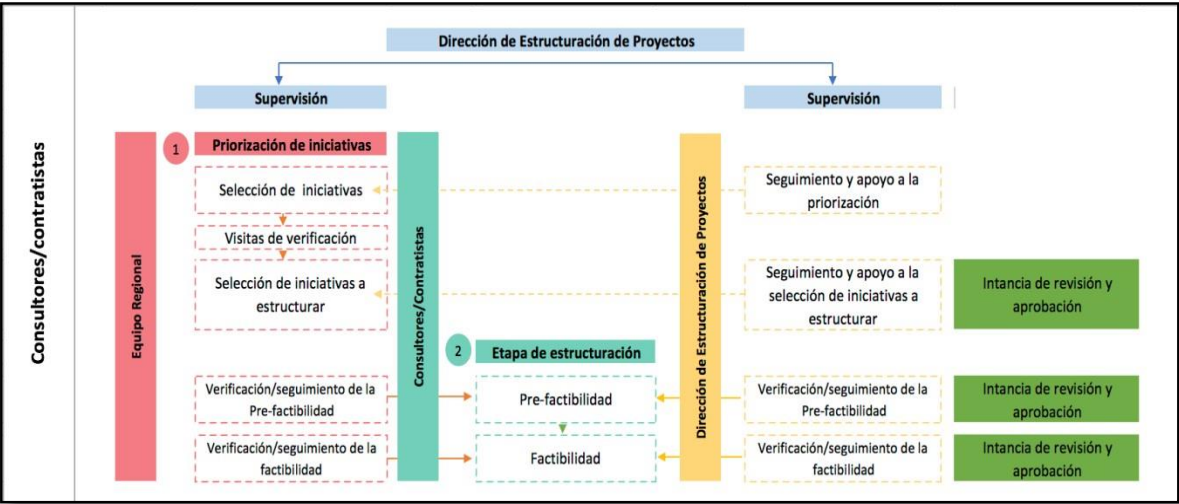 Consultores/contratistas
Dirección de Estructuración de Proyectos
Supervisión
Supervisión
Equipo Regional
1
Priorización de iniciativas
Selección de iniciativas
Visitas de verificación
Selección de iniciativas a
estructurar
Verificación/seguimiento de la
Pre-factibilidad
Verificación/seguimiento de la
factibilidad
Consultores/Contratistas
2
Etapa de estructuración
Pre-factibilidad
Factibilidad
Dirección de Estructuración de Proyectos
Seguimiento y apoyo a la
priorización
Seguimiento y apoyo a la
selección de iniciativas a
estructurar
Verificación/seguimiento de la
Pre-factibilidad
Verificación/seguimiento de la
factibilidad
Intancia de revisión y
aprobación
Intancia de revisión y
aprobación
Intancia de revisión y
aprobación